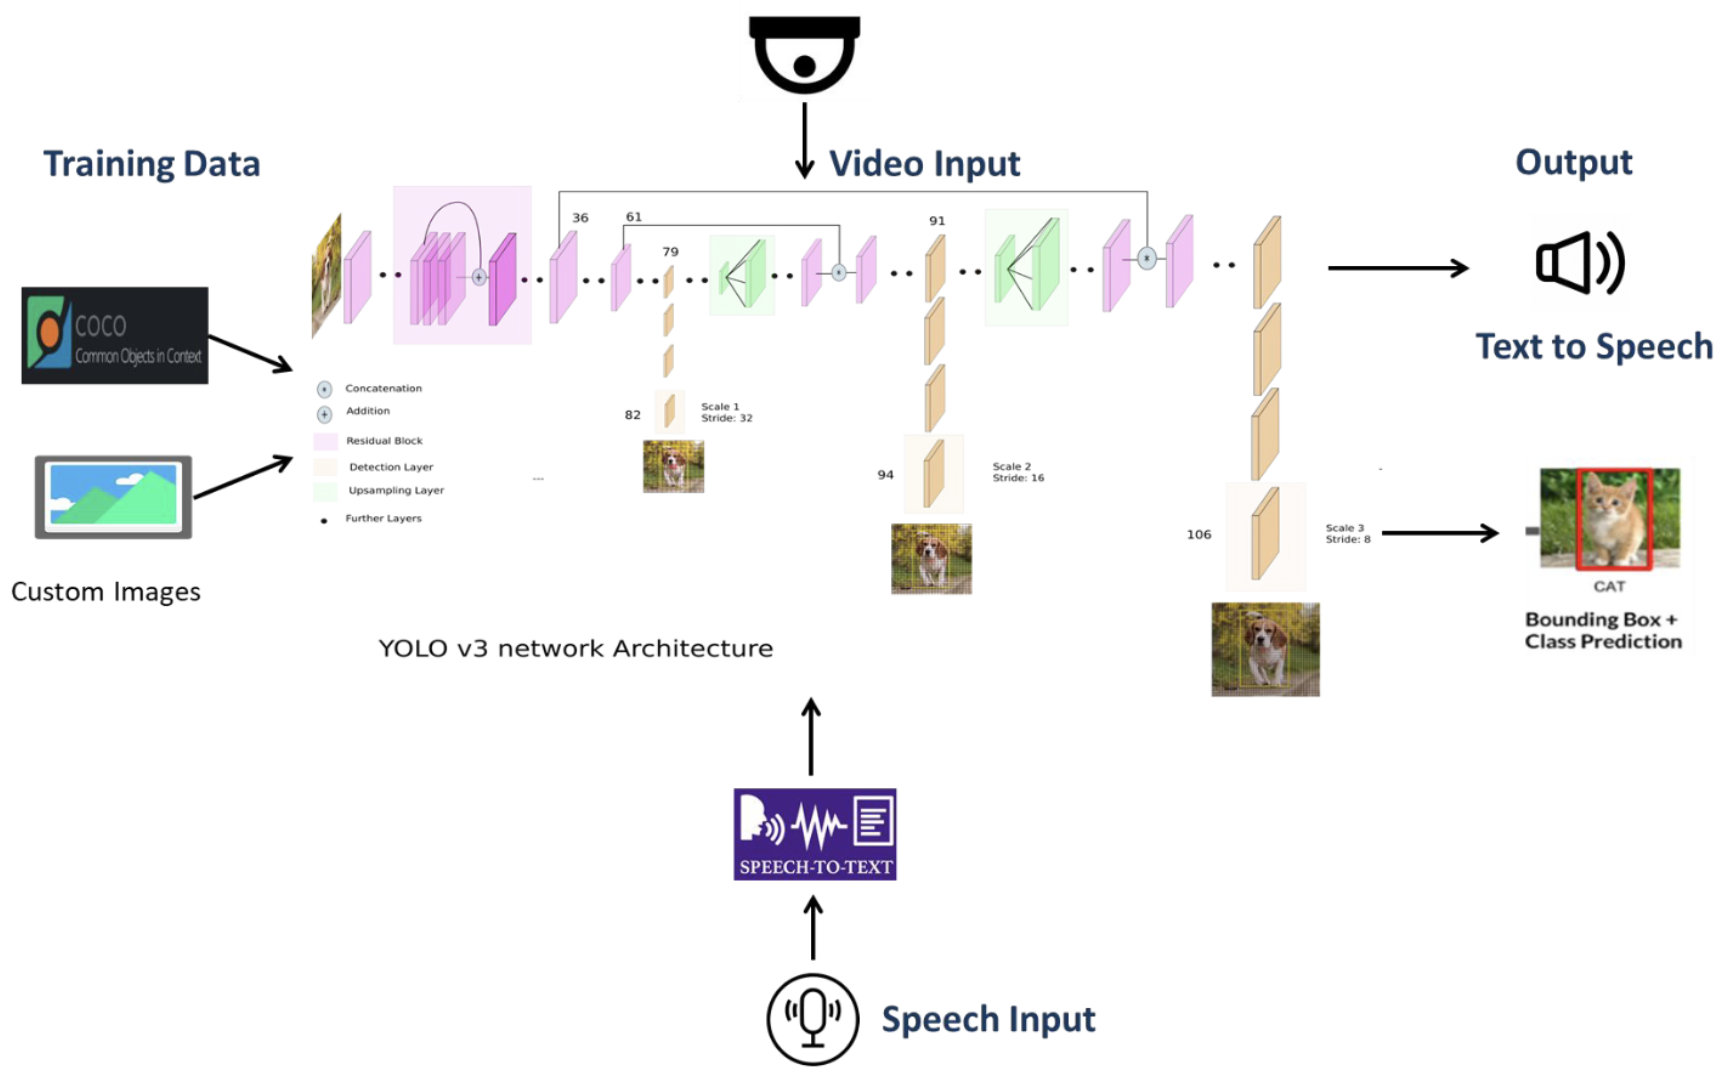 Training Data
Video Input
Output
36
61
79
91
COCO
Common Objects in Context
Text to Speech
Concatenation
Addition
Residual Block
Detection Layer
Upsampling Layer
Further Layers
...
82
Scale 1
Stride: 32
94
Scale 2
Stride: 16
106
Scale 3
Stride: 8
CAT
Bounding Box +
Class Prediction
Custom Images
YOLO v3 network Architecture
SPEECH-TO-TEXT
Speech Input